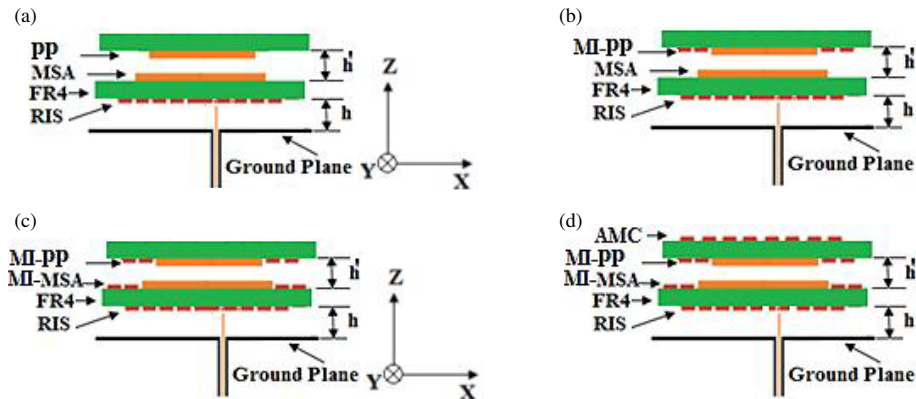 (a)
PP
MSA
FR4
RIS
h'
h
Ground Plane
Z
Y
X
(b)
MI-PP
MSA
FR4
RIS
h'
h
Ground Plane
(c)
MI-PP
MI-MSA
FR4
RIS
h'
h
Ground Plane
Z
Y
X
(d)
AMC
MI-PP
MI-MSA
FR4
RIS
h'
h
Ground Plane